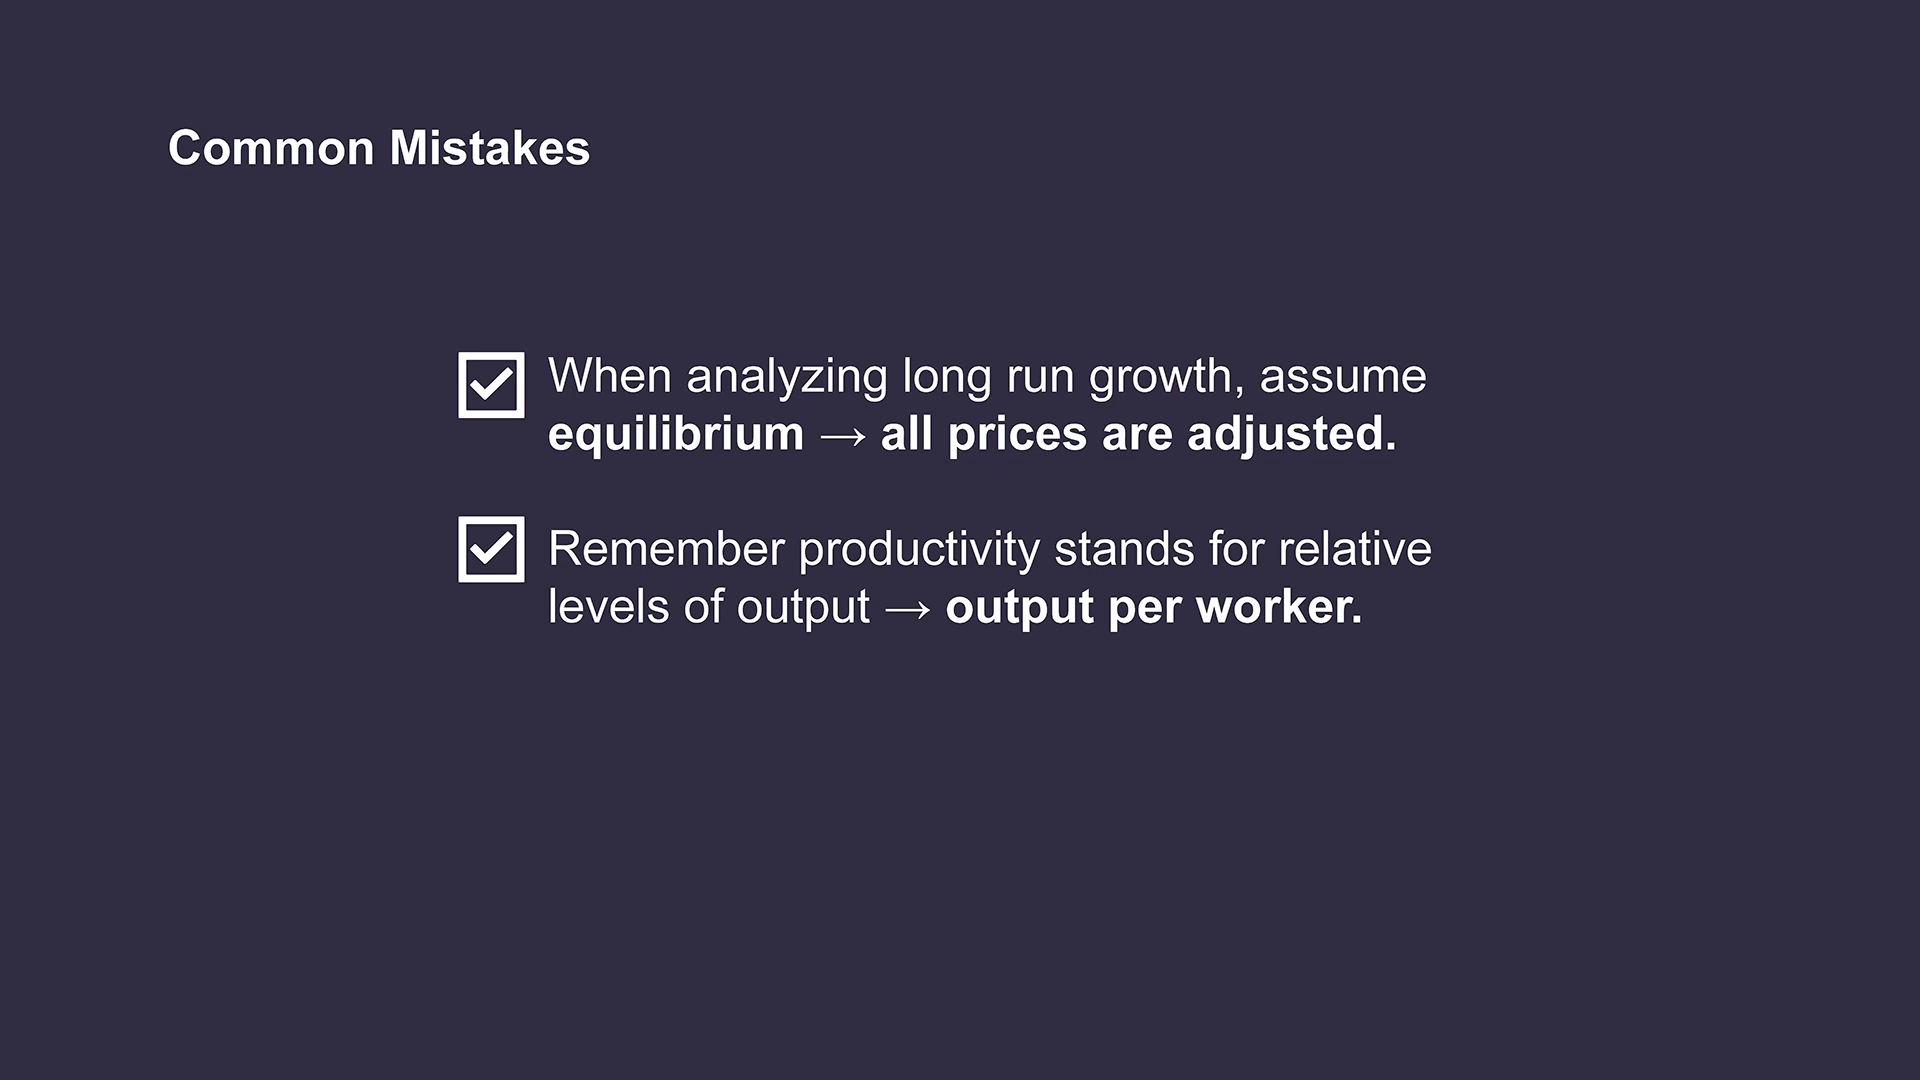 Common Mistakes
When analyzing long run growth, assume
equilibrium → all prices are adjusted.
Remember productivity stands for relative
levels of output → output per worker.